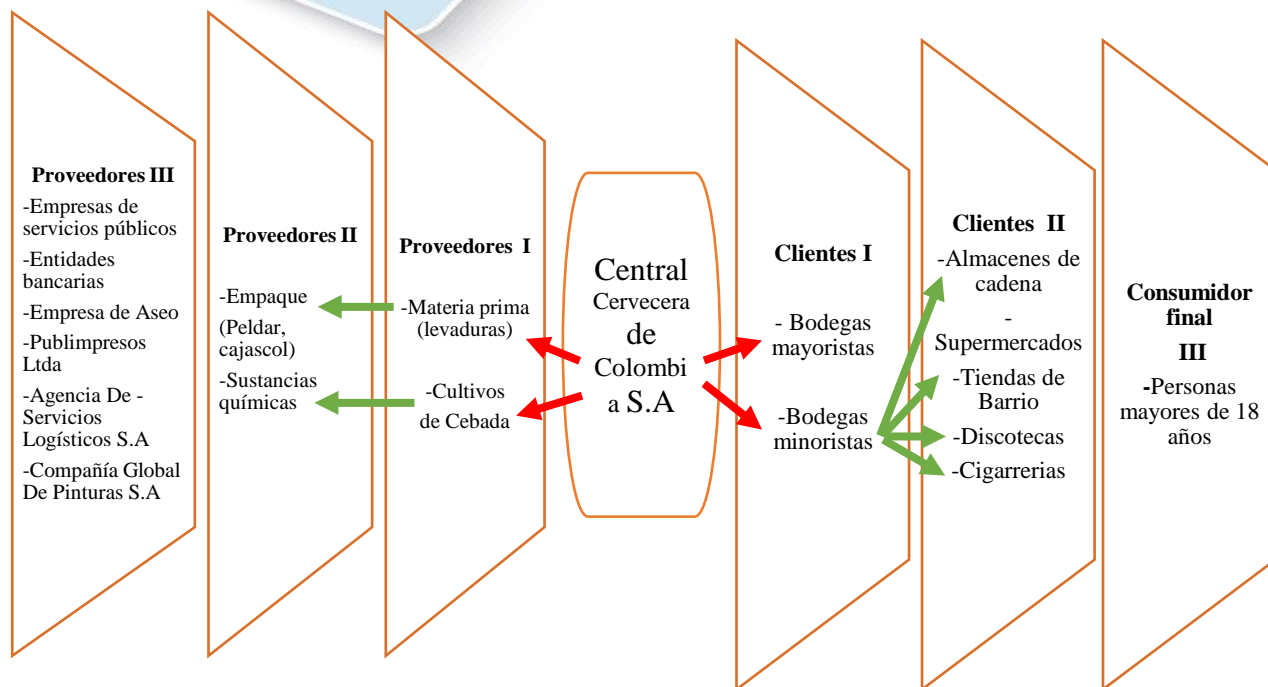 Proveedores III
-Empresas de
servicios públicos
-Entidades
bancarias
-Empresa de Aseo
-Publimpresos
Ltda
-Agencia De -
Servicios
Logísticos S.A
-Compañía Global
De Pinturas S.A
Proveedores II
-Empaque
(Peldar,
cajascol)
-Sustancias
químicas
Proveedores I
-Materia prima
(levaduras)
-Cultivos
de Cebada
Central
Cervecera
de
Colombi
a S.A
Clientes I
- Bodegas
mayoristas
-Bodegas
minoristas
Clientes II
-Almacenes de
cadena
-
Supermercados
-Tiendas de
Barrio
-Discotecas
-Cigarrerias
Consumidor
final
III
-Personas
mayores de 18
años